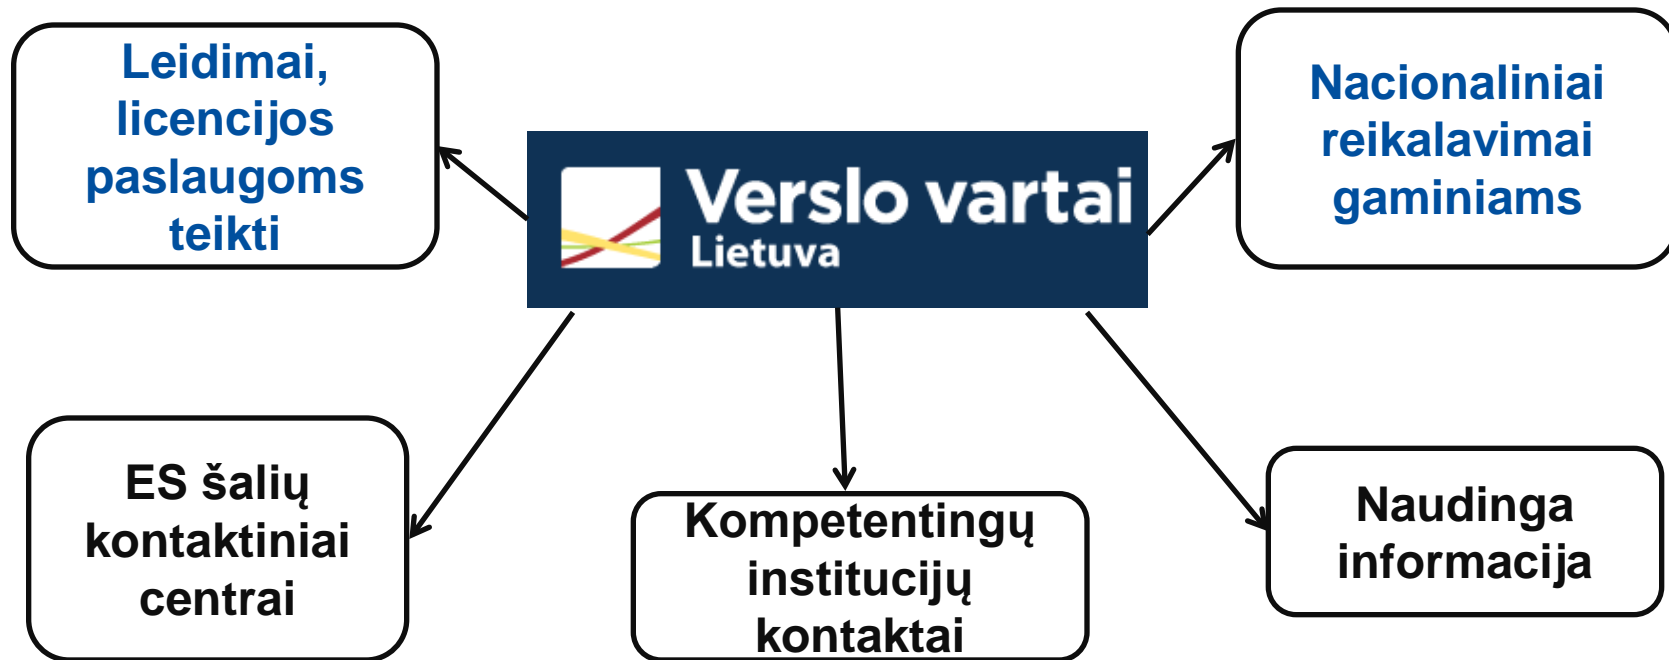 Leidimai,
licencijos
paslaugoms
teikti
Verslo vartai
Lietuva
Nacionaliniai
reikalavimai
gaminiams
ES šalių
kontaktiniai
centrai
Kompetentingų
institucijų
kontaktai
Naudinga
informacija